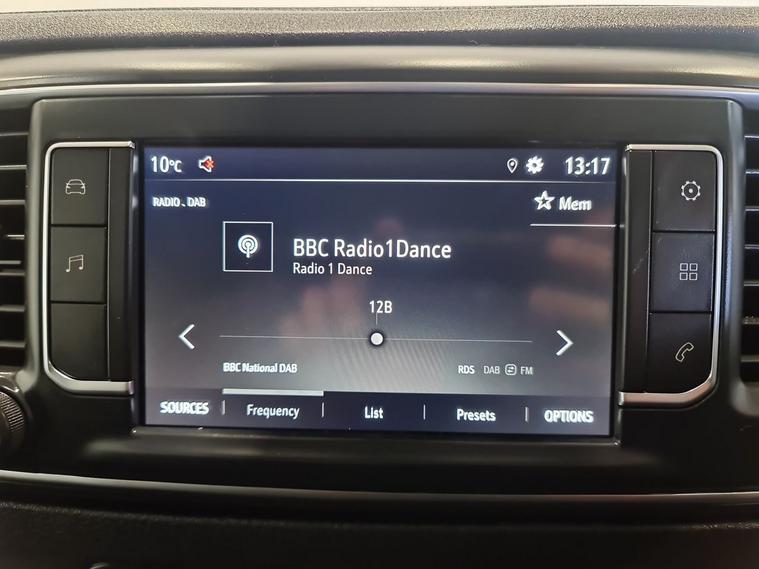 10°C 13:17
RADIO . DAB
Mem
BBC Radio1Dance
Radio 1 Dance
12B
BBC National DAB RDS DAB FM
SOURCES Frequency List Presets OPTIONS